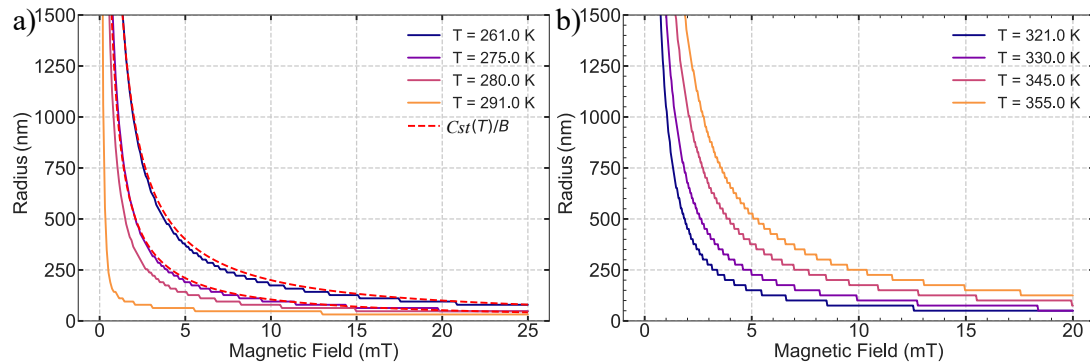 a)
Radius (nm)
1500
1250
1000
750
500
250
0
T = 261.0 K
T = 275.0 K
T = 280.0 K
T = 291.0 K
Cst(T)/B
0 5 10 15 20 25
Magnetic Field (mT)
b)
Radius (nm)
1500
1250
1000
750
500
250
0
T = 321.0 K
T = 330.0 K
T = 345.0 K
T = 355.0 K
0 5 10 15 20
Magnetic Field (mT)